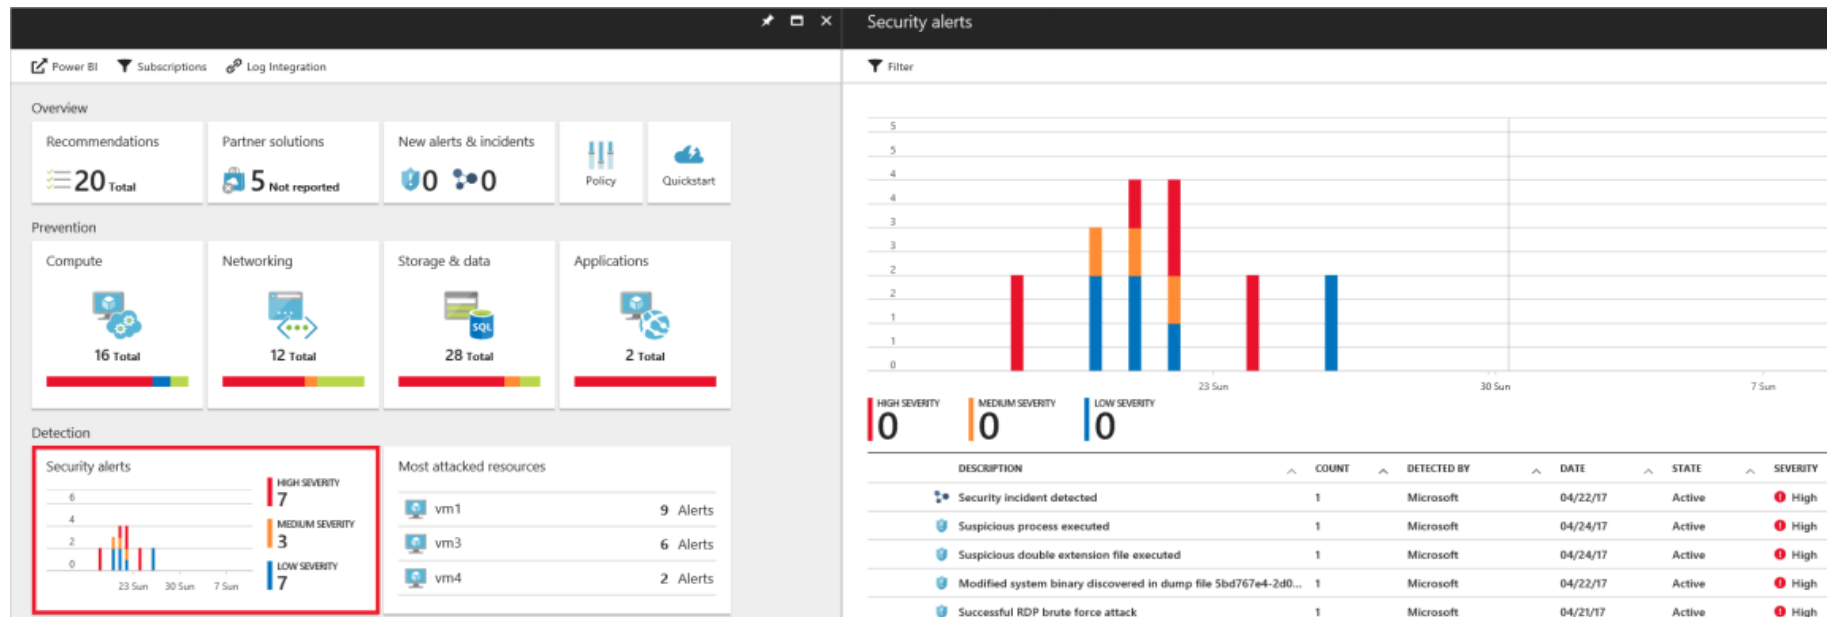 Security alerts
Power BI Subscriptions Log Integration
Filter
Overview
Recommendations
20 Total
Partner solutions
5 Not reported
New alerts & incidents
0 0
Policy
Quickstart
Prevention
Compute
16 Total
Networking
12 Total
Storage & data
SQL
28 Total
Applications
2 Total
Detection
Security alerts
6
4
2
0
23 Sun 30 Sun 7 Sun
HIGH SEVERITY
7
MEDIUM SEVERITY
3
LOW SEVERITY
7
Most attacked resources
vm1 9 Alerts
vm3 6 Alerts
vm4 2 Alerts
5
5
4
4
3
3
2
2
1
1
0
23 Sun 30 Sun 7 Sun
HIGH SEVERITY
0
MEDIUM SEVERITY
0
LOW SEVERITY
0
DESCRIPTION COUNT DETECTED BY DATE STATE SEVERITY
Security incident detected 1 Microsoft 04/22/17 Active High
Suspicious process executed 1 Microsoft 04/24/17 Active High
Suspicious double extension file executed 1 Microsoft 04/24/17 Active High
Modified system binary discovered in dump file 5bd767e4-2d0... 1 Microsoft 04/22/17 Active High
Successful RDP brute force attack 1 Microsoft 04/21/17 Active High